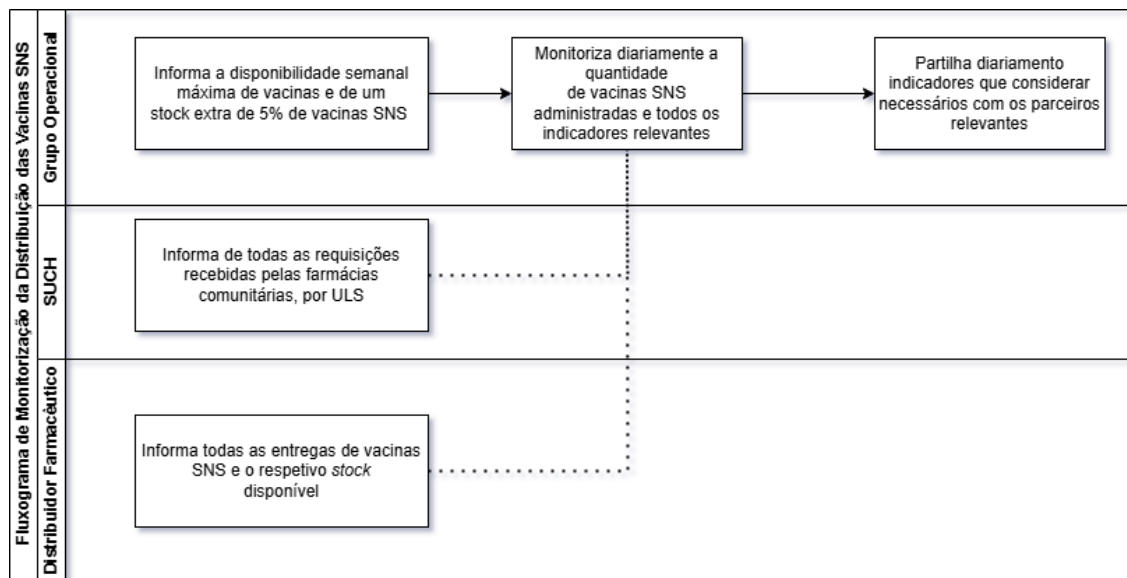 Fluxograma de Monitorização da Distribuição das Vacinas SNS
Grupo Operacional
Informa a disponibilidade semanal
máxima de vacinas e de um
stock extra de 5% de vacinas SNS
Monitoriza diariamente a
quantidade
de vacinas SNS
administradas e todos os
indicadores relevantes
Partilha diariamento
indicadores que considerar
necessários com os parceiros
relevantes
SUCH
Informa de todas as requisições
recebidas pelas farmácias
comunitárias, por ULS
Distribuidor Farmacêutico
Informa todas as entregas de vacinas
SNS e o respetivo stock
disponível